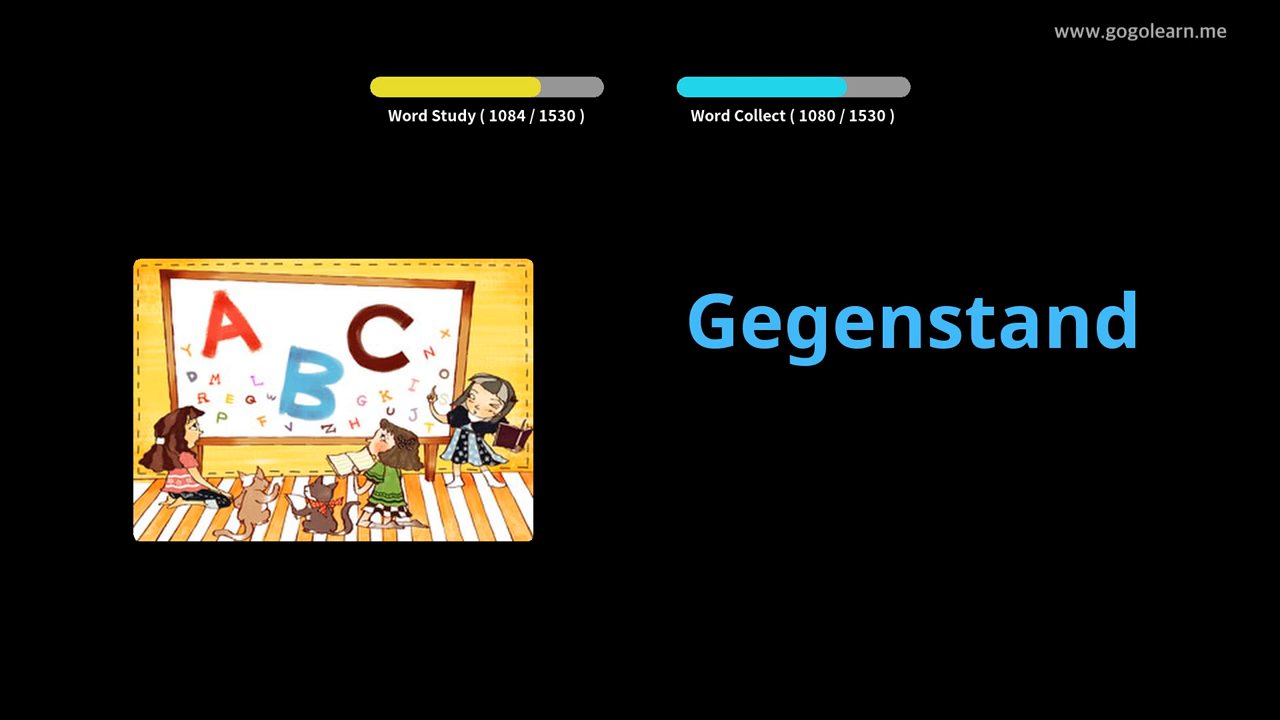 www.gogolearn.me
Word Study ( 1084 / 1530 )
Word Collect ( 1080 / 1530 )
Gegenstand
A
B
C
X
Y
N
D
M
L
I
O
R
E
Q
W
G
K
S
P
F
V
Z
H
U
J
T